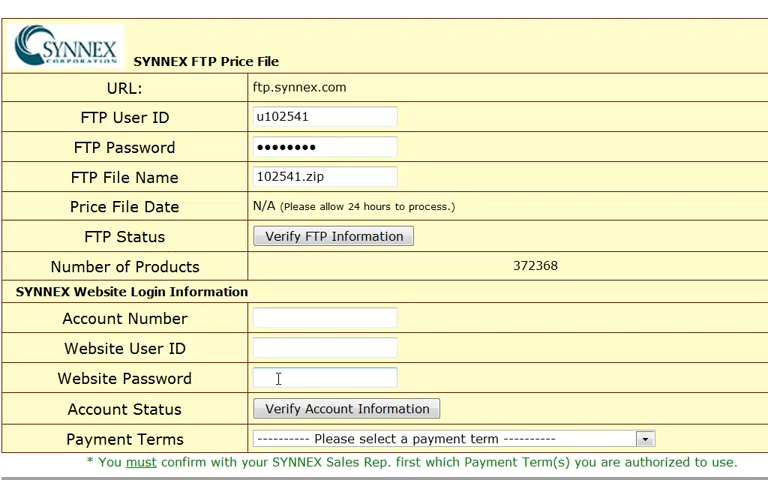 SYNNEX
CORPORATION
SYNNEX FTP Price File
URL: ftp.synnex.com
FTP User ID u102541
FTP Password ●●●●●●●●
FTP File Name 102541.zip
Price File Date N/A (Please allow 24 hours to process.)
FTP Status Verify FTP Information
Number of Products 372368
SYNNEX Website Login Information
Account Number
Website User ID
Website Password
Account Status Verify Account Information
Payment Terms ---------- Please select a payment term ----------
* You must confirm with your SYNNEX Sales Rep. first which Payment Term(s) you are authorized to use.